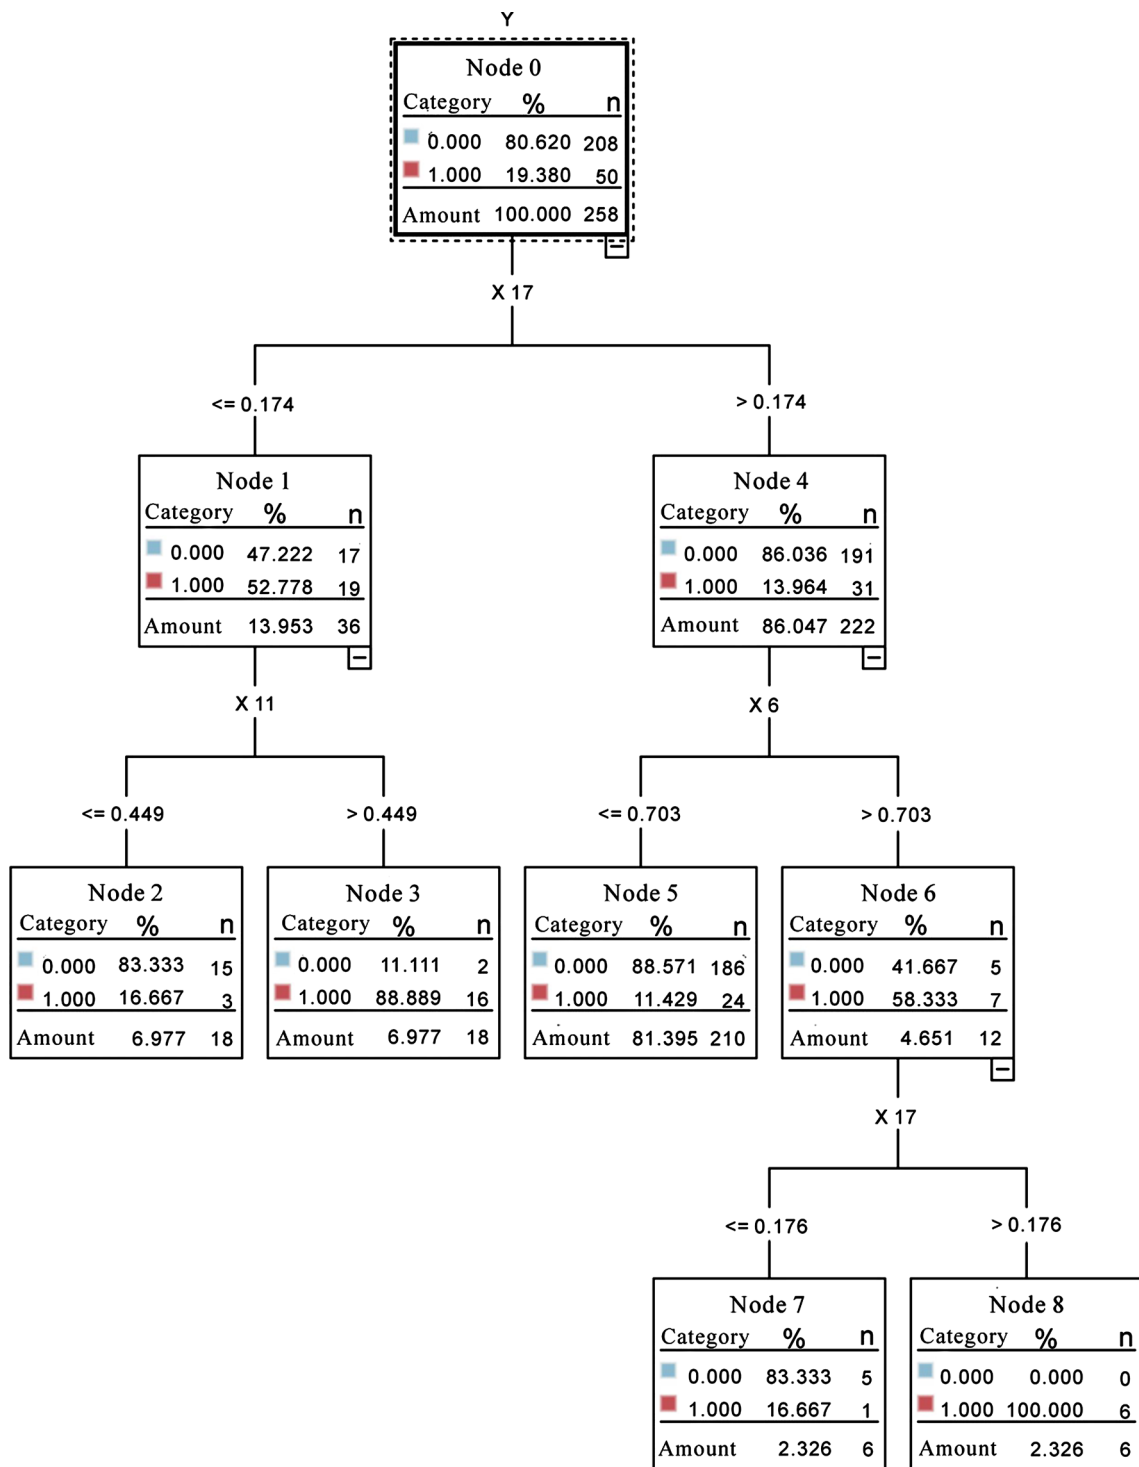 Y
Node 0
Category % n
0.000 80.620 208
1.000 19.380 50
Amount 100.000 258
X 17
<= 0.174
> 0.174
Node 1
Category % n
0.000 47.222 17
1.000 52.778 19
Amount 13.953 36
Node 4
Category % n
0.000 86.036 191
1.000 13.964 31
Amount 86.047 222
X 11
X 6
<= 0.449
> 0.449
<= 0.703
> 0.703
Node 2
Category % n
0.000 83.333 15
1.000 16.667 3
Amount 6.977 18
Node 3
Category % n
0.000 11.111 2
1.000 88.889 16
Amount 6.977 18
Node 5
Category % n
0.000 88.571 186
1.000 11.429 24
Amount 81.395 210
Node 6
Category % n
0.000 41.667 5
1.000 58.333 7
Amount 4.651 12
X 17
<= 0.176
> 0.176
Node 7
Category % n
0.000 83.333 5
1.000 16.667 1
Amount 2.326 6
Node 8
Category % n
0.000 0.000 0
1.000 100.000 6
Amount 2.326 6